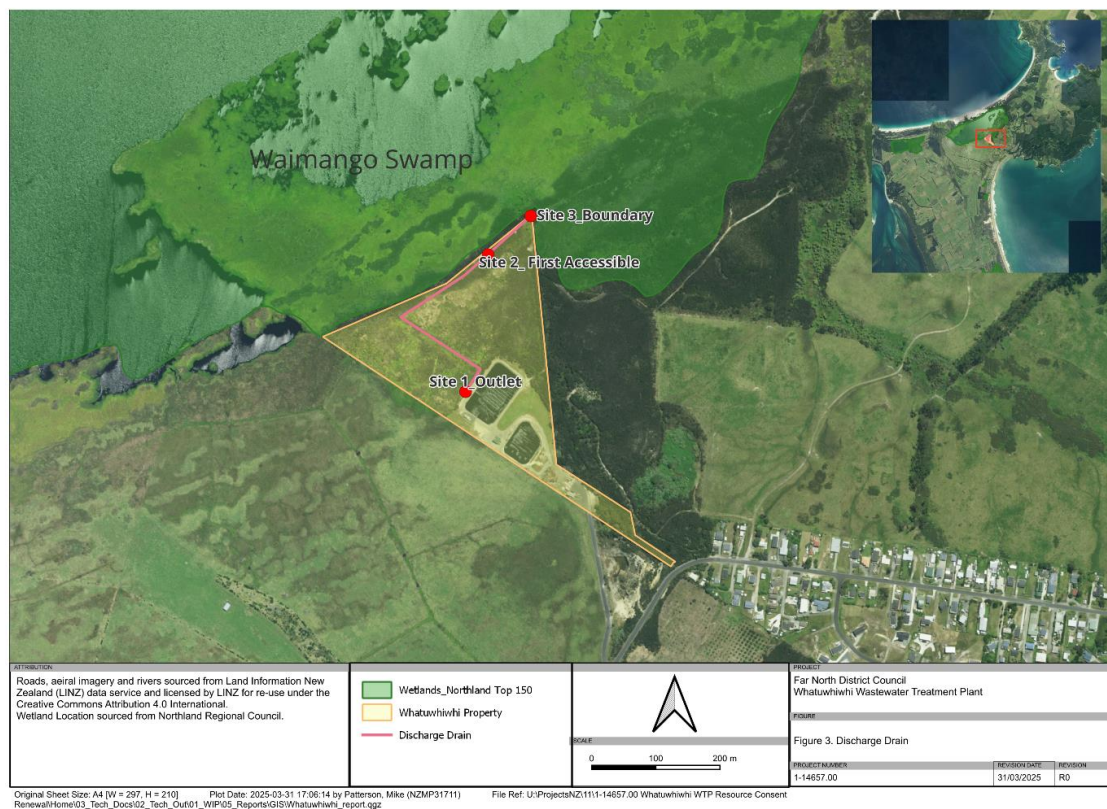 Waimango Swamp
Site 3_Boundary
Site 2_ First Accessible
Site 1_Outlet
ATTRIBUTION
Roads, aeiral imagery and rivers sourced from Land Information New
Zealand (LINZ) data service and licensed by LINZ for re-use under the
Creative Commons Attribution 4.0 International.
Wetland Location sourced from Northland Regional Council.
Wetlands_Northland Top 150
Whatuwhiwhi Property
Discharge Drain
SCALE
0 100 200 m
PROJECT
Far North District Council
Whatuwhiwhi Wastewater Treatment Plant
FIGURE
Figure 3. Discharge Drain
PROJECT NUMBER REVISION DATE REVISION
1-14657.00 31/03/2025 R0
Original Sheet Size: A4 [W = 297, H = 210] Plot Date: 2025-03-31 17:06:14 by Patterson, Mike (NZMP31711) File Ref: U:\ProjectsNZ\11\1-14657.00 Whatuwhiwhi WTP Resource Consent
Renewal\Home\03_Tech_Docs\02_Tech_Out\01_WIP\05_Reports\GIS\Whatuwhiwhi_report.qgz